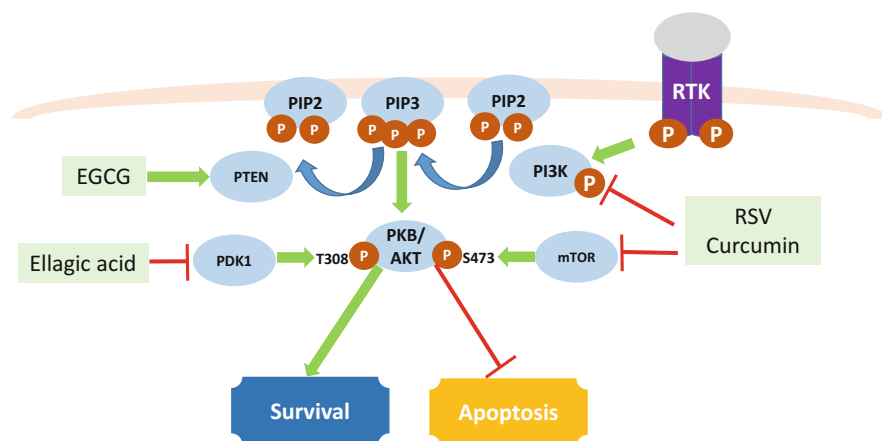 RTK
PIP2
PIP3
PIP2
P P
P P P
P P
P P
EGCG
PTEN
PI3K
P
RSV
Curcumin
Ellagic acid
PDK1
T308
P
PKB/
AKT
P
S473
mTOR
Survival
Apoptosis